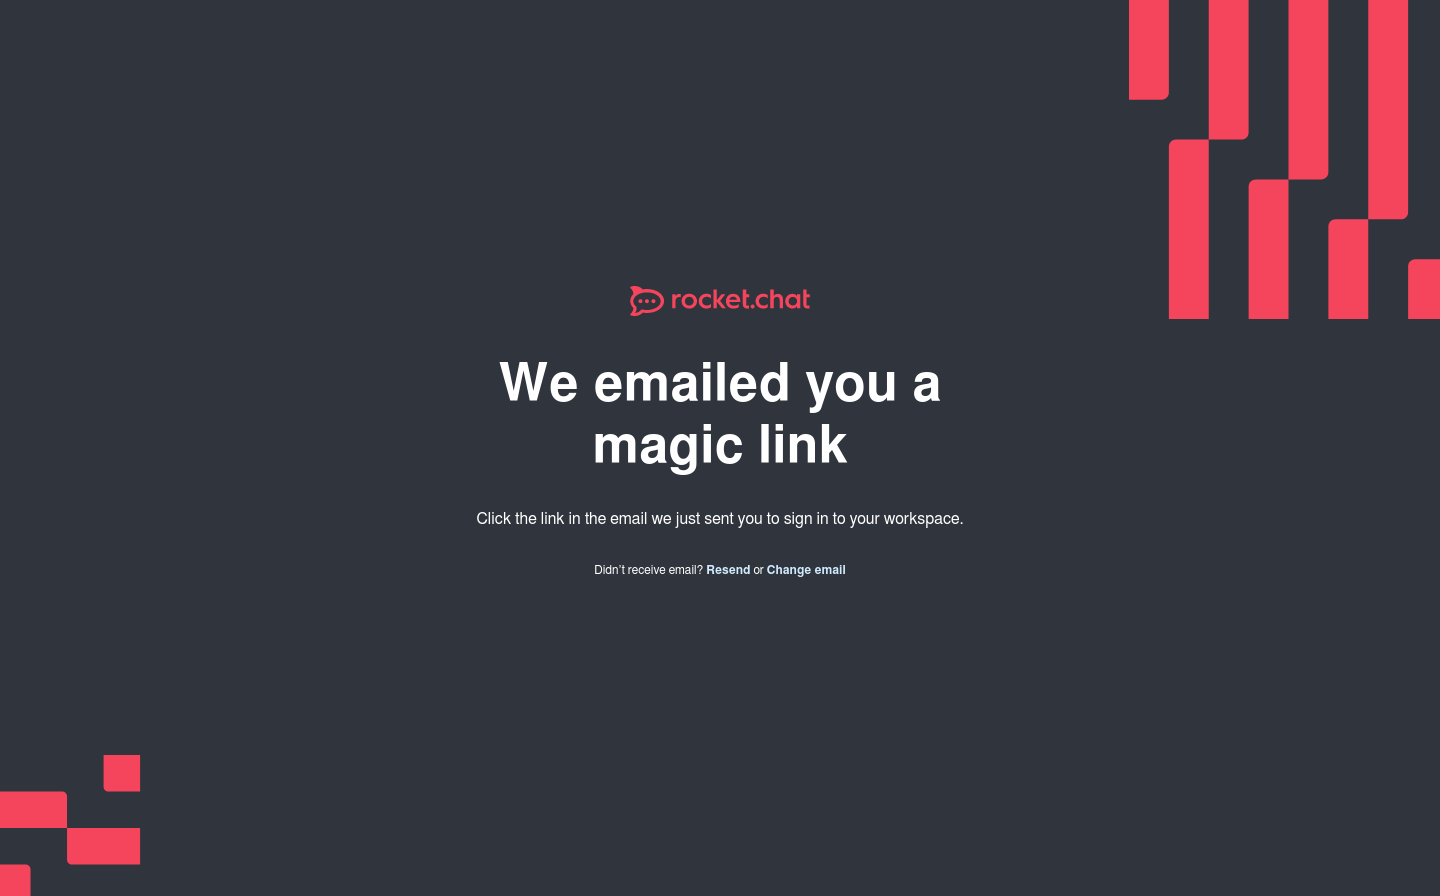 rocket.chat
We emailed you a
magic link
Click the link in the email we just sent you to sign in to your workspace.
Didn’t receive email? Resend or Change email